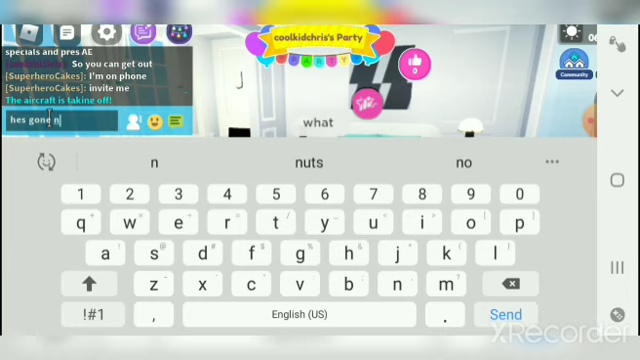 specials and pres AE
So you can get out
[SuperheroCakes]: I'm on phone
[SuperheroCakes]: invite me
The aircraft is taking off!
hes gone n
coolkidchris's Party
PARTY
0
what
Community
n nuts no
1 2 3 4 5 6 7 8 9 0
q w e r t y u i o p
a s d f g h j k l
z x c v b n m
!#1 , English (US) . Send
XRecorder